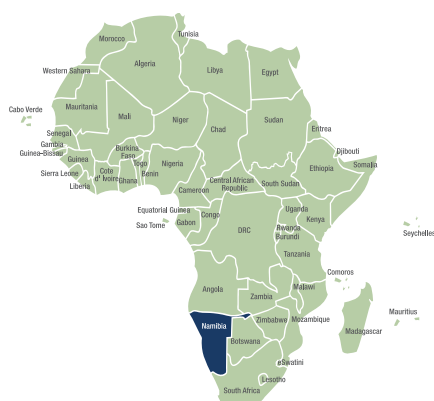 Tunisia
Morocco
Algeria
Libya
Egypt
Western Sahara
Mauritania
Mali
Niger
Chad
Sudan
Eritrea
Cabo Verde
Senegal
Gambia
Guinea-Bissau
Guinea
Sierra Leone
Liberia
Cote
d' Ivoire
Burkina
Faso
Ghana
Togo
Benin
Nigeria
Cameroon
Central African
Republic
South Sudan
Ethiopia
Djibouti
Somalia
Equatorial Guinea
Sao Tome
Gabon
Congo
DRC
Uganda
Kenya
Rwanda
Burundi
Tanzania
Seychelles
Comoros
Angola
Zambia
Malawi
Mozambique
Zimbabwe
Madagascar
Mauritius
Namibia
Botswana
eSwatini
Lesotho
South Africa